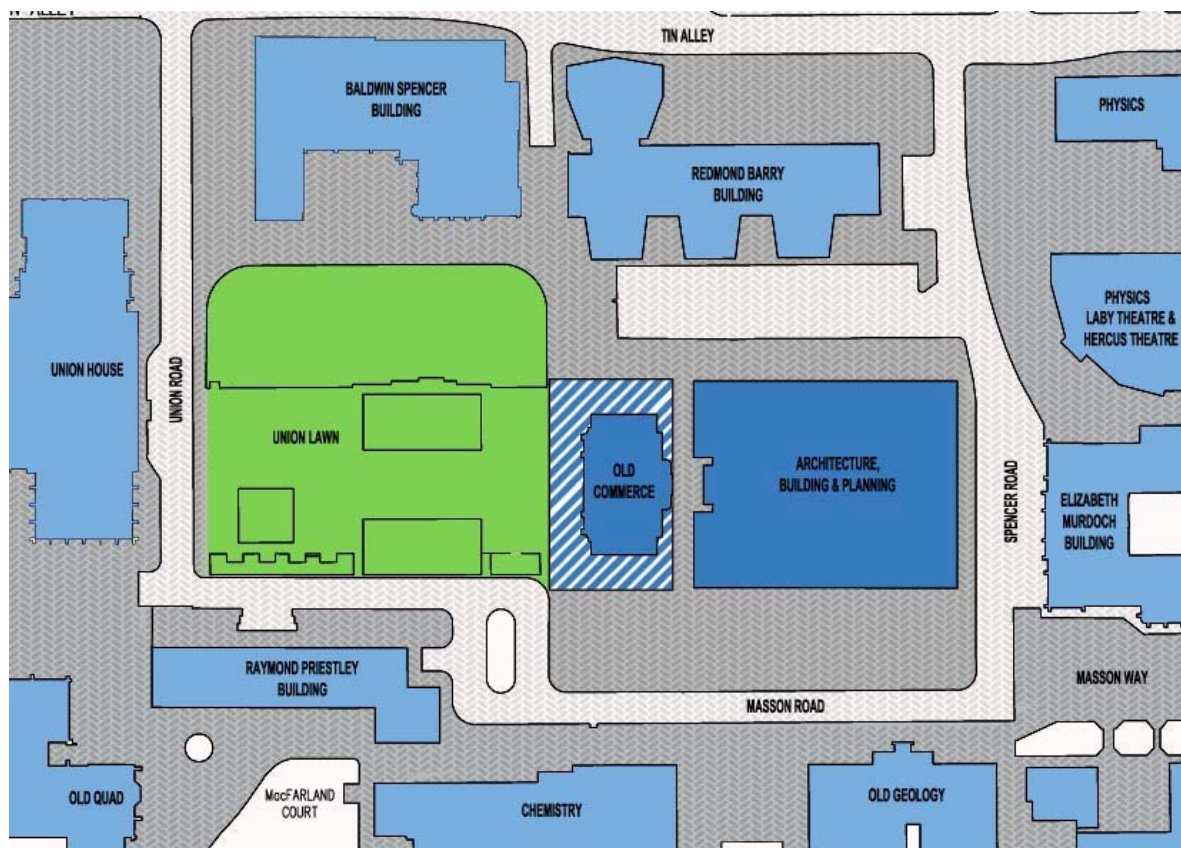 TIN ALLEY
BALDWIN SPENCER
BUILDING
PHYSICS
REDMOND BARRY
BUILDING
PHYSICS
LABY THEATRE &
HERCUS THEATRE
UNION HOUSE
UNION ROAD
UNION LAWN
OLD
COMMERCE
ARCHITECTURE,
BUILDING & PLANNING
SPENCER ROAD
ELIZABETH
MURDOCH
BUILDING
RAYMOND PRIESTLEY
BUILDING
MASSON WAY
MASSON ROAD
OLD QUAD
MacFARLAND
COURT
CHEMISTRY
OLD GEOLOGY